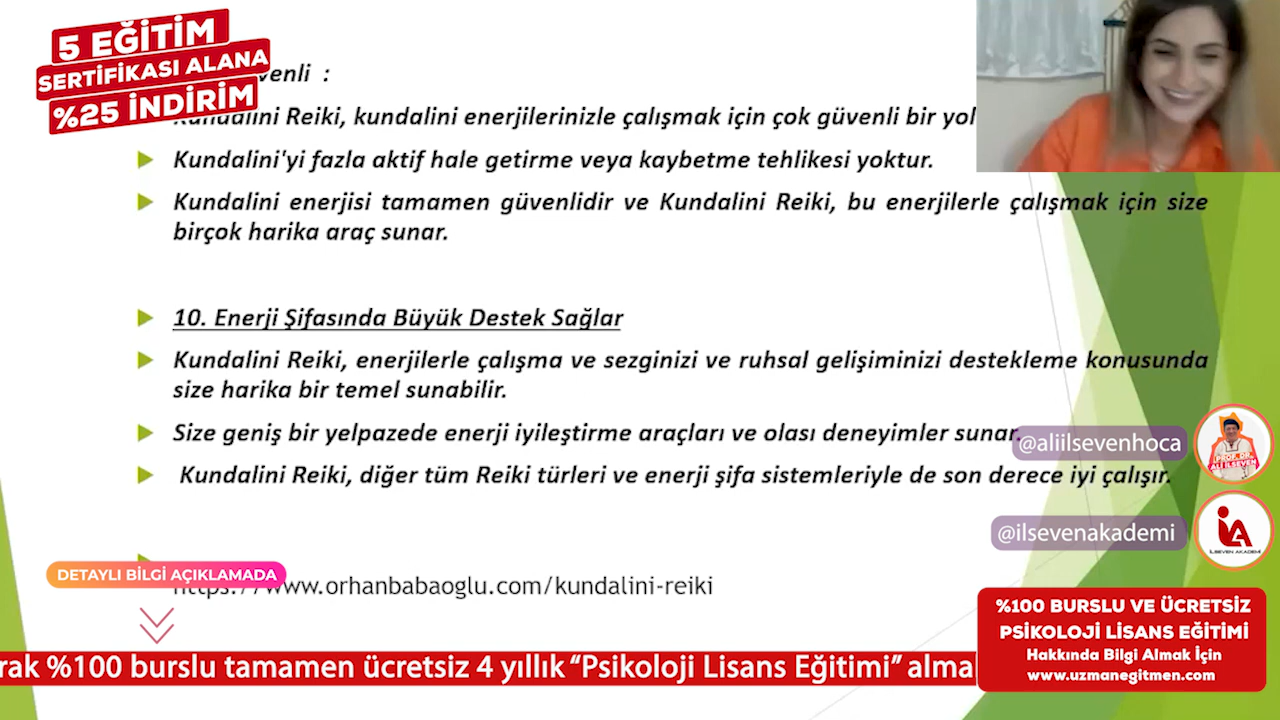 5 EĞİTİM
SERTİFİKASI ALANA
%25 İNDİRİM
Kundalini Reiki, kundalini enerjilerinizle çalışmak için çok güvenli bir yol
Kundalini'yi fazla aktif hale getirme veya kaybetme tehlikesi yoktur.
Kundalini enerjisi tamamen güvenlidir ve Kundalini Reiki, bu enerjilerle çalışmak için size
birçok harika araç sunar.
10. Enerji Şifasında Büyük Destek Sağlar
Kundalini Reiki, enerjilerle çalışma ve sezginizi ve ruhsal gelişiminizi destekleme konusunda
size harika bir temel sunabilir.
Size geniş bir yelpazede enerji iyileştirme araçları ve olası deneyimler sunar.
@aliilsevenhoca
PROF. DR.
ALİ İLSEVEN
Kundalini Reiki, diğer tüm Reiki türleri ve enerji şifa sistemleriyle de son derece iyi çalışır.
@ilsevenakademi
İLSEVEN AKADEMİ
DETAYLI BİLGİ AÇIKLAMADA
https://www.orhanbabaoglu.com/kundalini-reiki
%100 BURSLU VE ÜCRETSİZ
PSİKOLOJİ LİSANS EĞİTİMİ
Hakkında Bilgi Almak İçin
www.uzmanegitmen.com
rak %100 burslu tamamen ücretsiz 4 yıllık “Psikoloji Lisans Eğitimi” alma